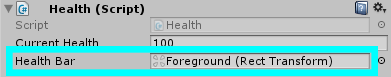 Health (Script)
Script Health
Current Health 100
Health Bar Foreground (Rect Transform)